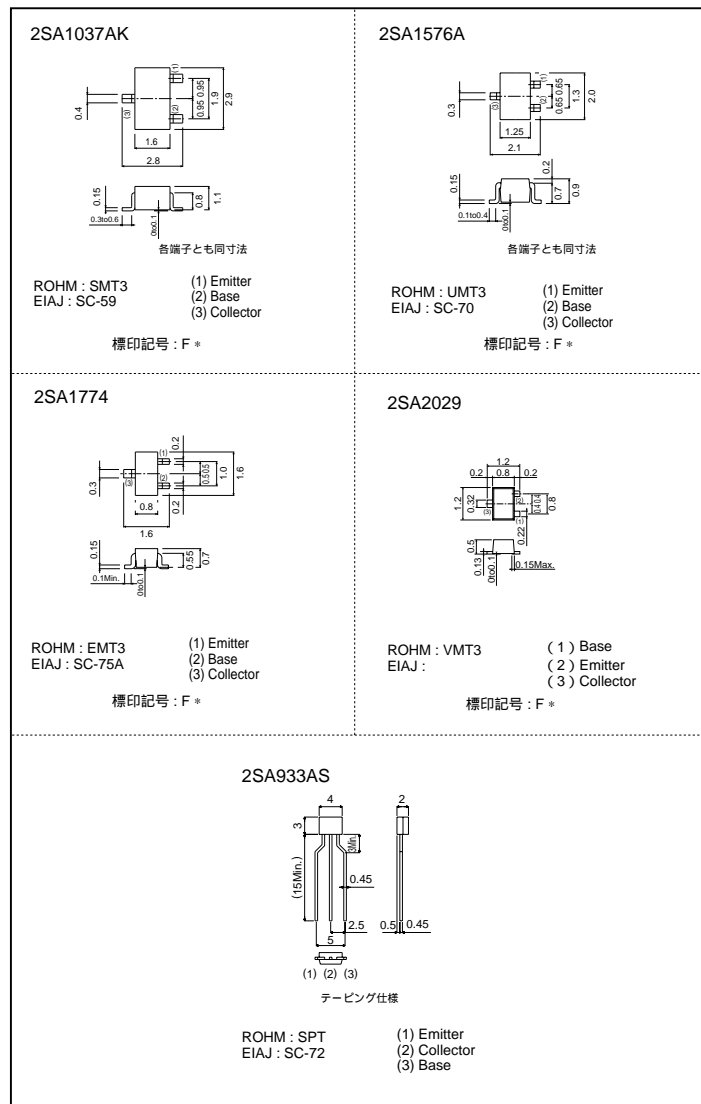 2SA1037AK
(1)
(2)
(3)
0.4
0.95 0.95
1.9
2.9
1.6
2.8
0.15
0.3to0.6
0to0.1
0.8
1.1
各端子とも同寸法
ROHM : SMT3
EIAJ : SC-59
(1) Emitter
(2) Base
(3) Collector
標印記号 : F *
2SA1576A
(1)
(2)
(3)
0.3
0.65 0.65
1.3
2.0
1.25
2.1
0.2
0.15
0.1to0.4
0to0.1
0.7
0.9
各端子とも同寸法
ROHM : UMT3
EIAJ : SC-70
(1) Emitter
(2) Base
(3) Collector
標印記号 : F *
2SA1774
0.2
(1)
(2)
(3)
0.3
0.5 0.5
1.0
1.6
0.2
0.8
1.6
0.15
0.1Min.
0to0.1
0.55
0.7
ROHM : EMT3
EIAJ : SC-75A
(1) Emitter
(2) Base
(3) Collector
標印記号 : F *
2SA2029
1.2
0.2 0.8 0.2
1.2
0.32
(3)
(2)
(1)
0.4 0.4
0.8
0.22
0.5
0.13
0to0.1
0.15Max.
ROHM : VMT3
EIAJ :
( 1 ) Base
( 2 ) Emitter
( 3 ) Collector
標印記号 : F *
2SA933AS
4
2
3
3Min.
(15Min.)
0.45
2.5
5
0.5 0.45
(1) (2) (3)
テーピング仕様
ROHM : SPT
EIAJ : SC-72
(1) Emitter
(2) Collector
(3) Base